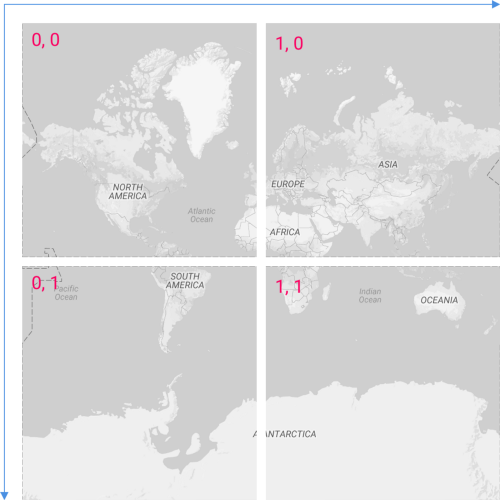 0, 0
1, 0
ASIA
NORTH
AMERICA
EUROPE
Atlantic
Ocean
AFRICA
0, 1
Pacific
Ocean
SOUTH
AMERICA
1, 1
Indian
Ocean
OCEANIA
ANTARCTICA